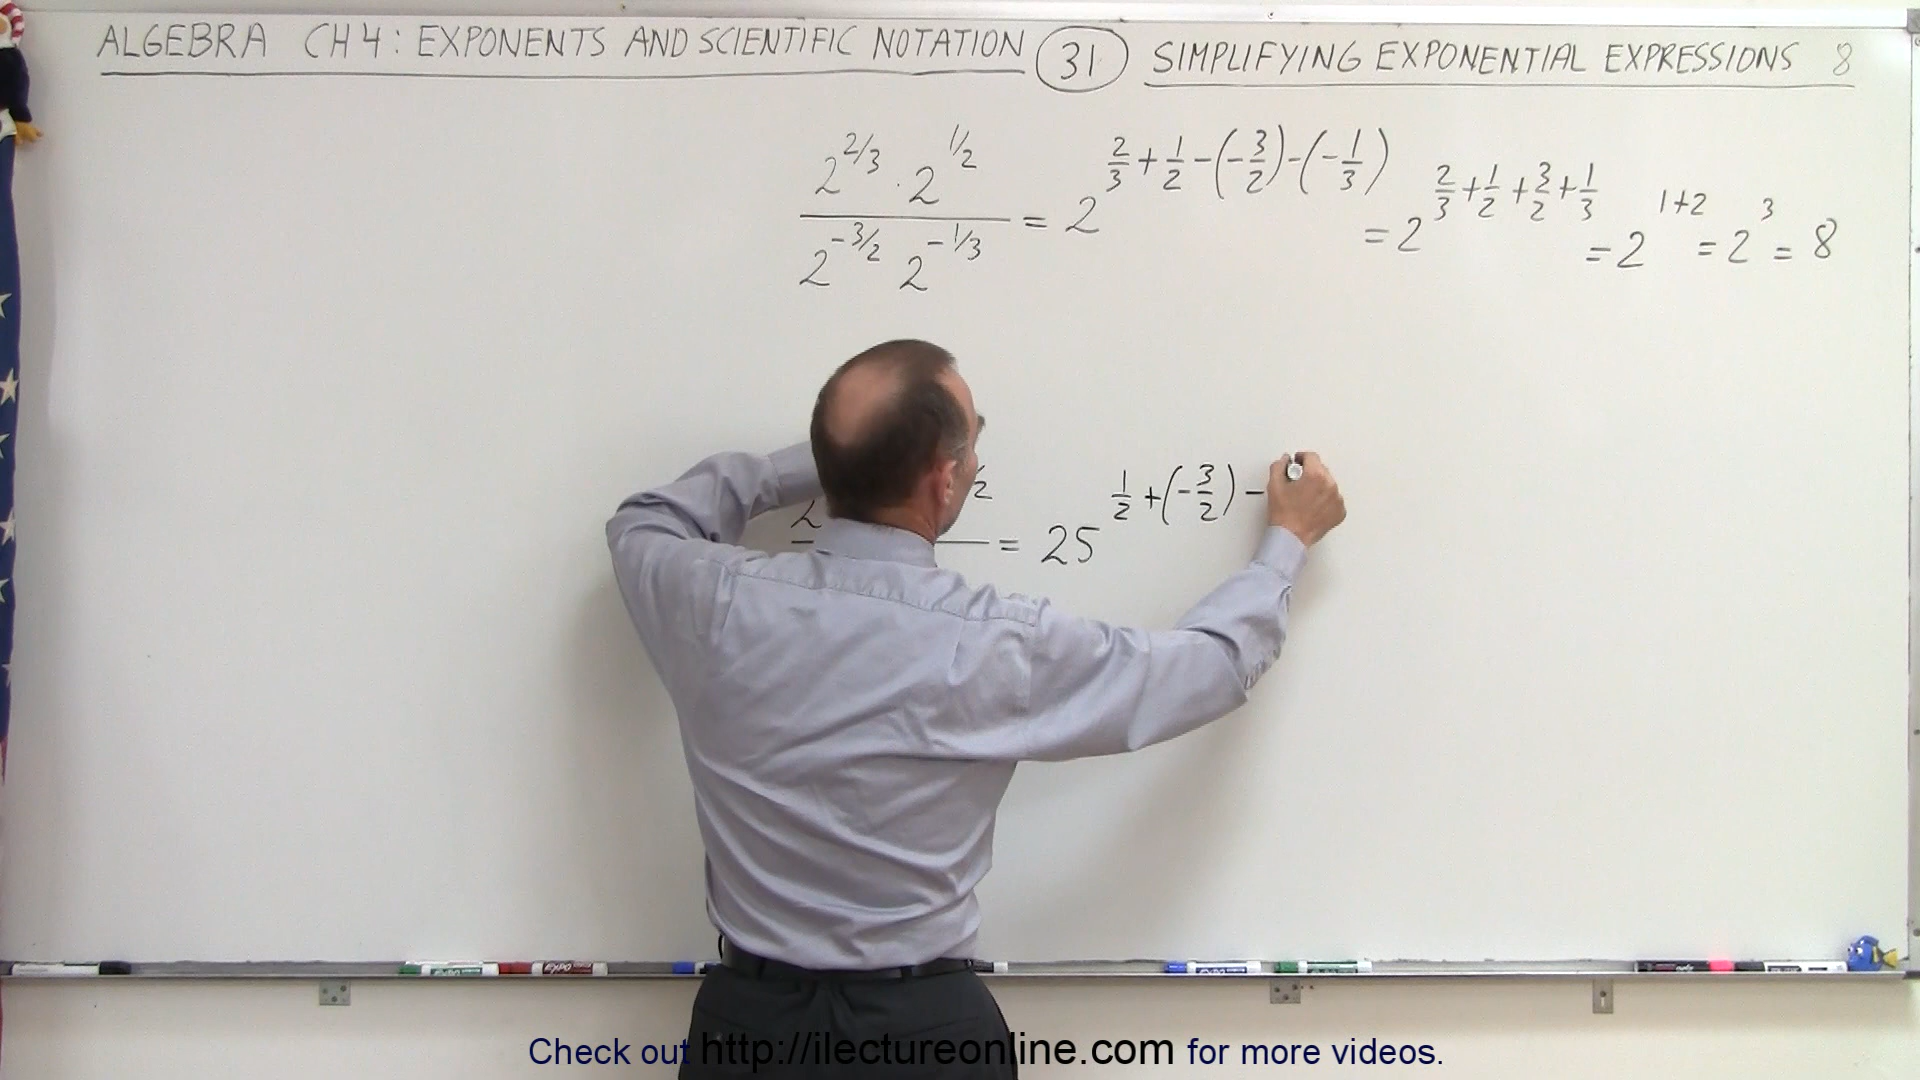 ALGEBRA CH 4: EXPONENTS AND SCIENTIFIC NOTATION 31 SIMPLIFYING EXPONENTIAL EXPRESSIONS 8
2^2/3 · 2^1/2 / 2^-3/2 2^-1/3 = 2^2/3+1/2-(-3/2)-(-1/3) = 2^2/3+1/2+3/2+1/3 = 2^1+2 = 2^3 = 8
= 25^1/2+(-3/2)-
EXPO
Check out http://ilectureonline.com for more videos.